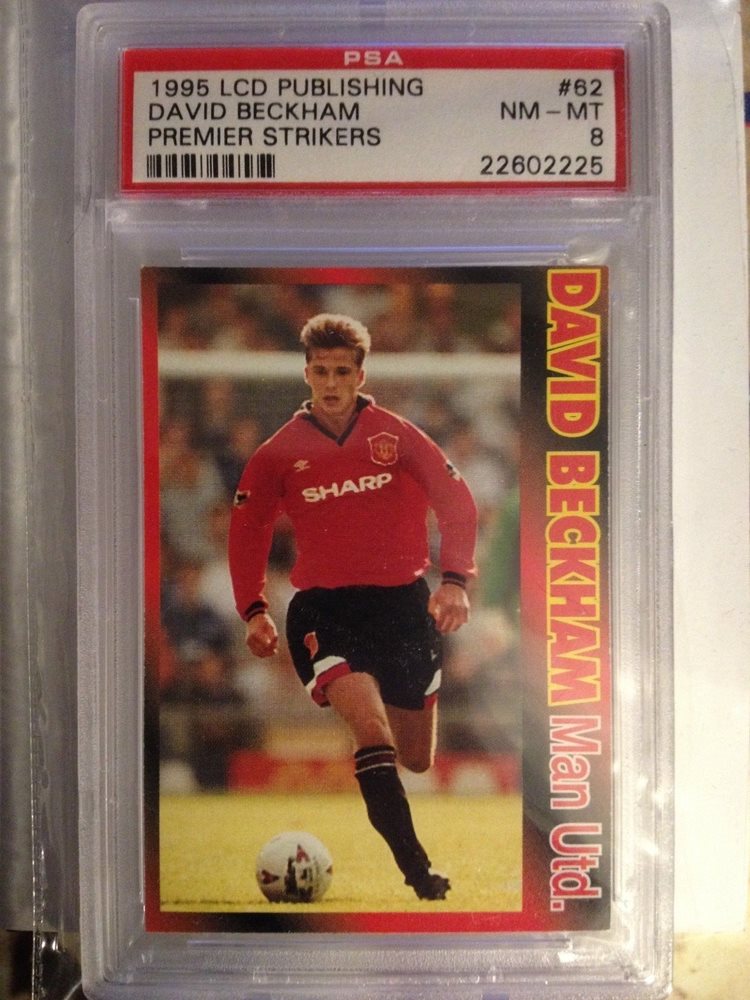 PSA
1995 LCD PUBLISHING #62
DAVID BECKHAM NM - MT
PREMIER STRIKERS 8
22602225
DAVID BECKHAM Man Utd.
SHARP